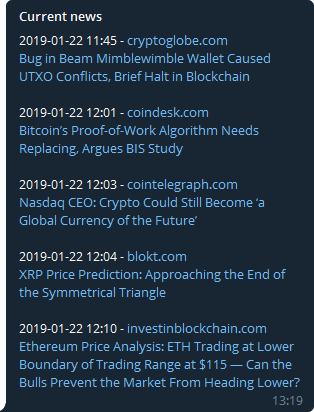 Current news
2019-01-22 11:45 - cryptoglobe.com
Bug in Beam Mimblewimble Wallet Caused
UTXO Conflicts, Brief Halt in Blockchain
2019-01-22 12:01 - coindesk.com
Bitcoin’s Proof-of-Work Algorithm Needs
Replacing, Argues BIS Study
2019-01-22 12:03 - cointelegraph.com
Nasdaq CEO: Crypto Could Still Become ‘a
Global Currency of the Future’
2019-01-22 12:04 - blokt.com
XRP Price Prediction: Approaching the End of
the Symmetrical Triangle
2019-01-22 12:10 - investinblockchain.com
Ethereum Price Analysis: ETH Trading at Lower
Boundary of Trading Range at $115 — Can the
Bulls Prevent the Market From Heading Lower?
13:19